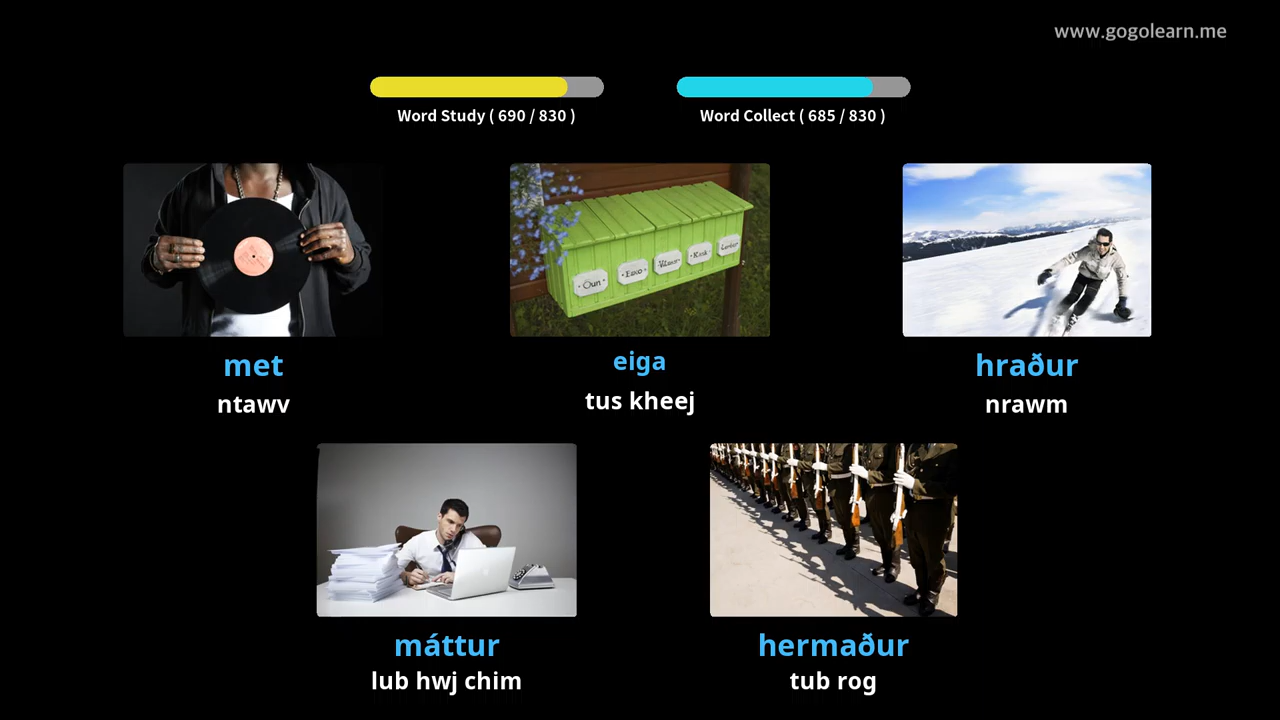 www.gogolearn.me
Word Study ( 690 / 830 )
Word Collect ( 685 / 830 )
Oun
met
eiga
hraður
ntawv
tus kheej
nrawm
máttur
hermaður
lub hwj chim
tub rog